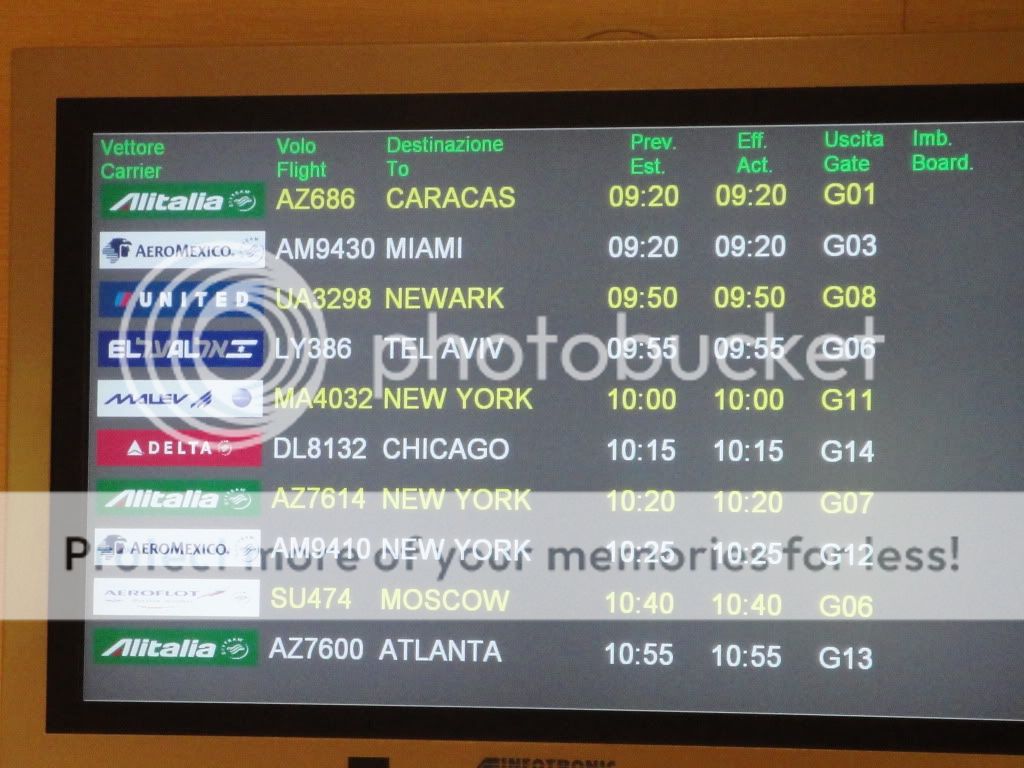 Vettore Volo Destinazione Prev. Eff. Uscita Imb.
Carrier Flight To Est. Act. Gate Board.
Alitalia AZ686 CARACAS 09:20 09:20 G01
AEROMEXICO. AM9430 MIAMI 09:20 09:20 G03
UNITED UA3298 NEWARK 09:50 09:50 G08
EL AL אל על LY386 TEL AVIV 09:55 09:55 G06
photobucket
MALEV MA4032 NEW YORK 10:00 10:00 G11
DELTA DL8132 CHICAGO 10:15 10:15 G14
Alitalia AZ7614 NEW YORK 10:20 10:20 G07
AEROMEXICO. AM9410 NEW YORK 10:25 10:25 G12
Protect more of your memories for less!
AEROFLOT SU474 MOSCOW 10:40 10:40 G06
Alitalia AZ7600 ATLANTA 10:55 10:55 G13
INFOTRONIC